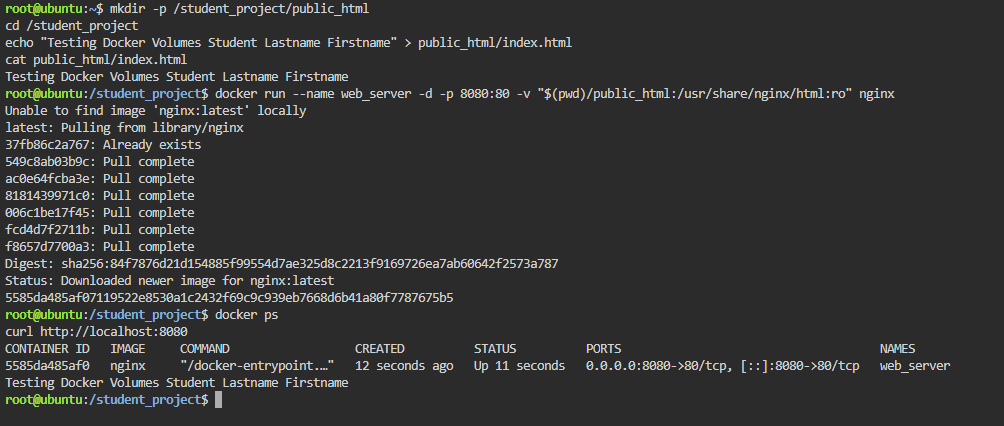 root@ubuntu:~$ mkdir -p /student_project/public_html
cd /student_project
echo "Testing Docker Volumes Student Lastname Firstname" > public_html/index.html
cat public_html/index.html
Testing Docker Volumes Student Lastname Firstname
root@ubuntu:/student_project$ docker run --name web_server -d -p 8080:80 -v "$(pwd)/public_html:/usr/share/nginx/html:ro" nginx
Unable to find image 'nginx:latest' locally
latest: Pulling from library/nginx
37fb86c2a767: Already exists
549c8ab03b9c: Pull complete
ac0e64fcba3e: Pull complete
8181439971c0: Pull complete
006c1be17f45: Pull complete
fcd4d7f2711b: Pull complete
f8657d7700a3: Pull complete
Digest: sha256:84f7876d21d154885f99554d7ae325d8c2213f9169726ea7ab60642f2573a787
Status: Downloaded newer image for nginx:latest
5585da485af07119522e8530a1c2432f69c9c939eb7668d6b41a80f7787675b5
root@ubuntu:/student_project$ docker ps
curl http://localhost:8080
CONTAINER ID   IMAGE     COMMAND                  CREATED          STATUS          PORTS                                     NAMES
5585da485af0   nginx     "/docker-entrypoint.…"   12 seconds ago   Up 11 seconds   0.0.0.0:8080->80/tcp, [::]:8080->80/tcp   web_server
Testing Docker Volumes Student Lastname Firstname
root@ubuntu:/student_project$